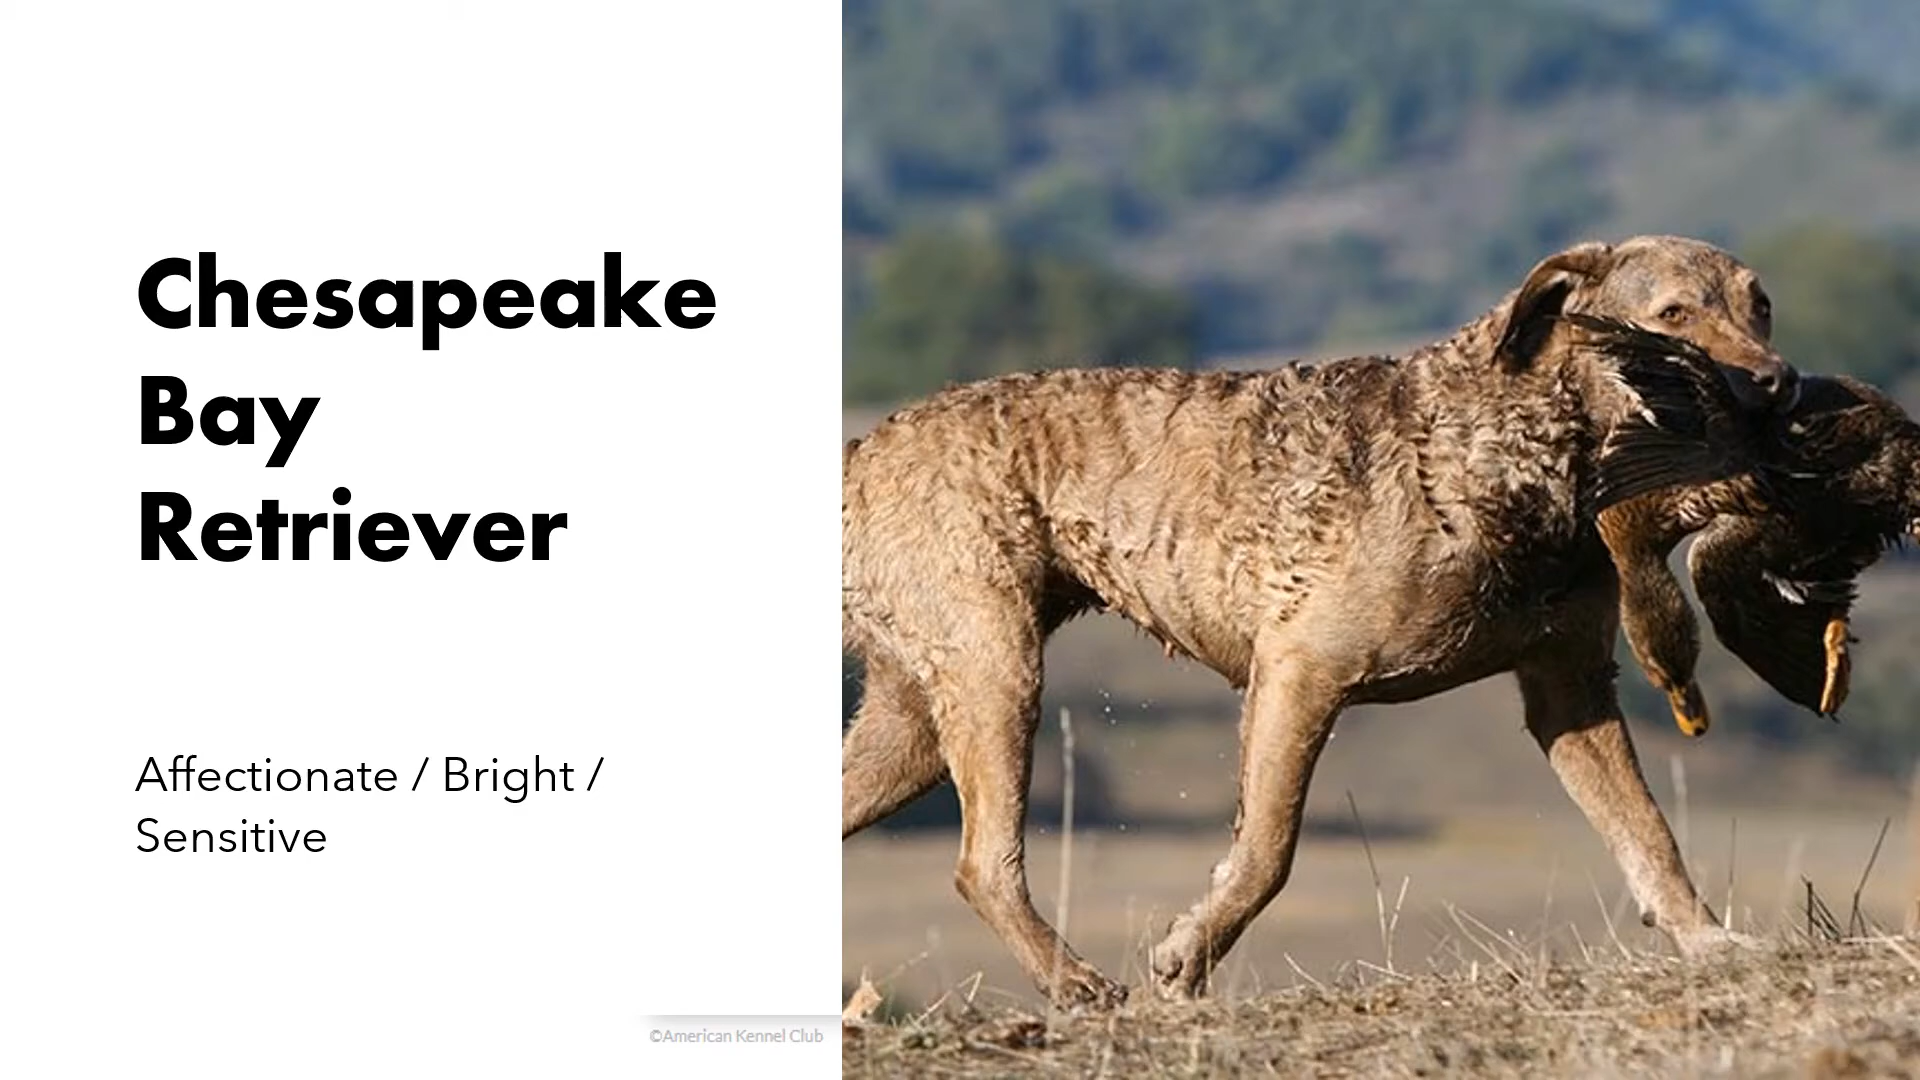 Chesapeake
Bay
Retriever
Affectionate / Bright /
Sensitive
©American Kennel Club